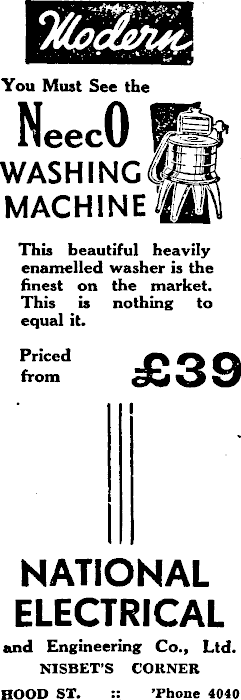 Modern
You Must See the
NeecO
WASHING
MACHINE
This beautiful heavily
enamelled washer is the
finest on the market.
This is nothing to
equal it.
Priced
from £39
NATIONAL
ELECTRICAL
and Engineering Co., Ltd.
NISBET'S CORNER
HOOD ST. :: 'Phone 4040